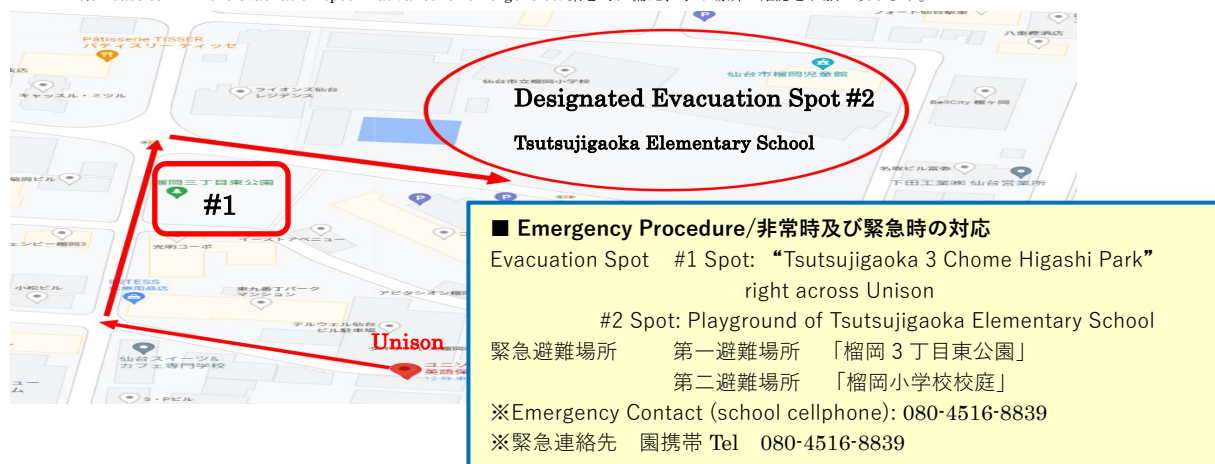 Pâtisserie TISSER
パティスリー ティッセ
キャッスル・ミツル
ライオンズ仙台
レジデンス
仙台市立榴岡小学校
仙台市榴岡児童館
八重樫酒店
BellCity 榴ヶ岡
Designated Evacuation Spot #2
Tsutsujigaoka Elementary School
名取ビル富弥
下田工業㈱ 仙台営業所
榴岡三丁目東公園
#1
光明コーポ
イーストアベニュー
小松ビル
東九番丁パーク
マンション
アピタシオン榴岡
テルウェル仙台
ビル駐車場
Unison
仙台スイーツ&
カフェ専門学校
S・Pビル
■ Emergency Procedure/非常時及び緊急時の対応
Evacuation Spot #1 Spot: “Tsutsujigaoka 3 Chome Higashi Park”
right across Unison
#2 Spot: Playground of Tsutsujigaoka Elementary School
緊急避難場所 第一避難場所 「榴岡３丁目東公園」
第二避難場所 「榴岡小学校校庭」
※Emergency Contact (school cellphone): 080-4516-8839
※緊急連絡先 園携帯 Tel 080-4516-8839